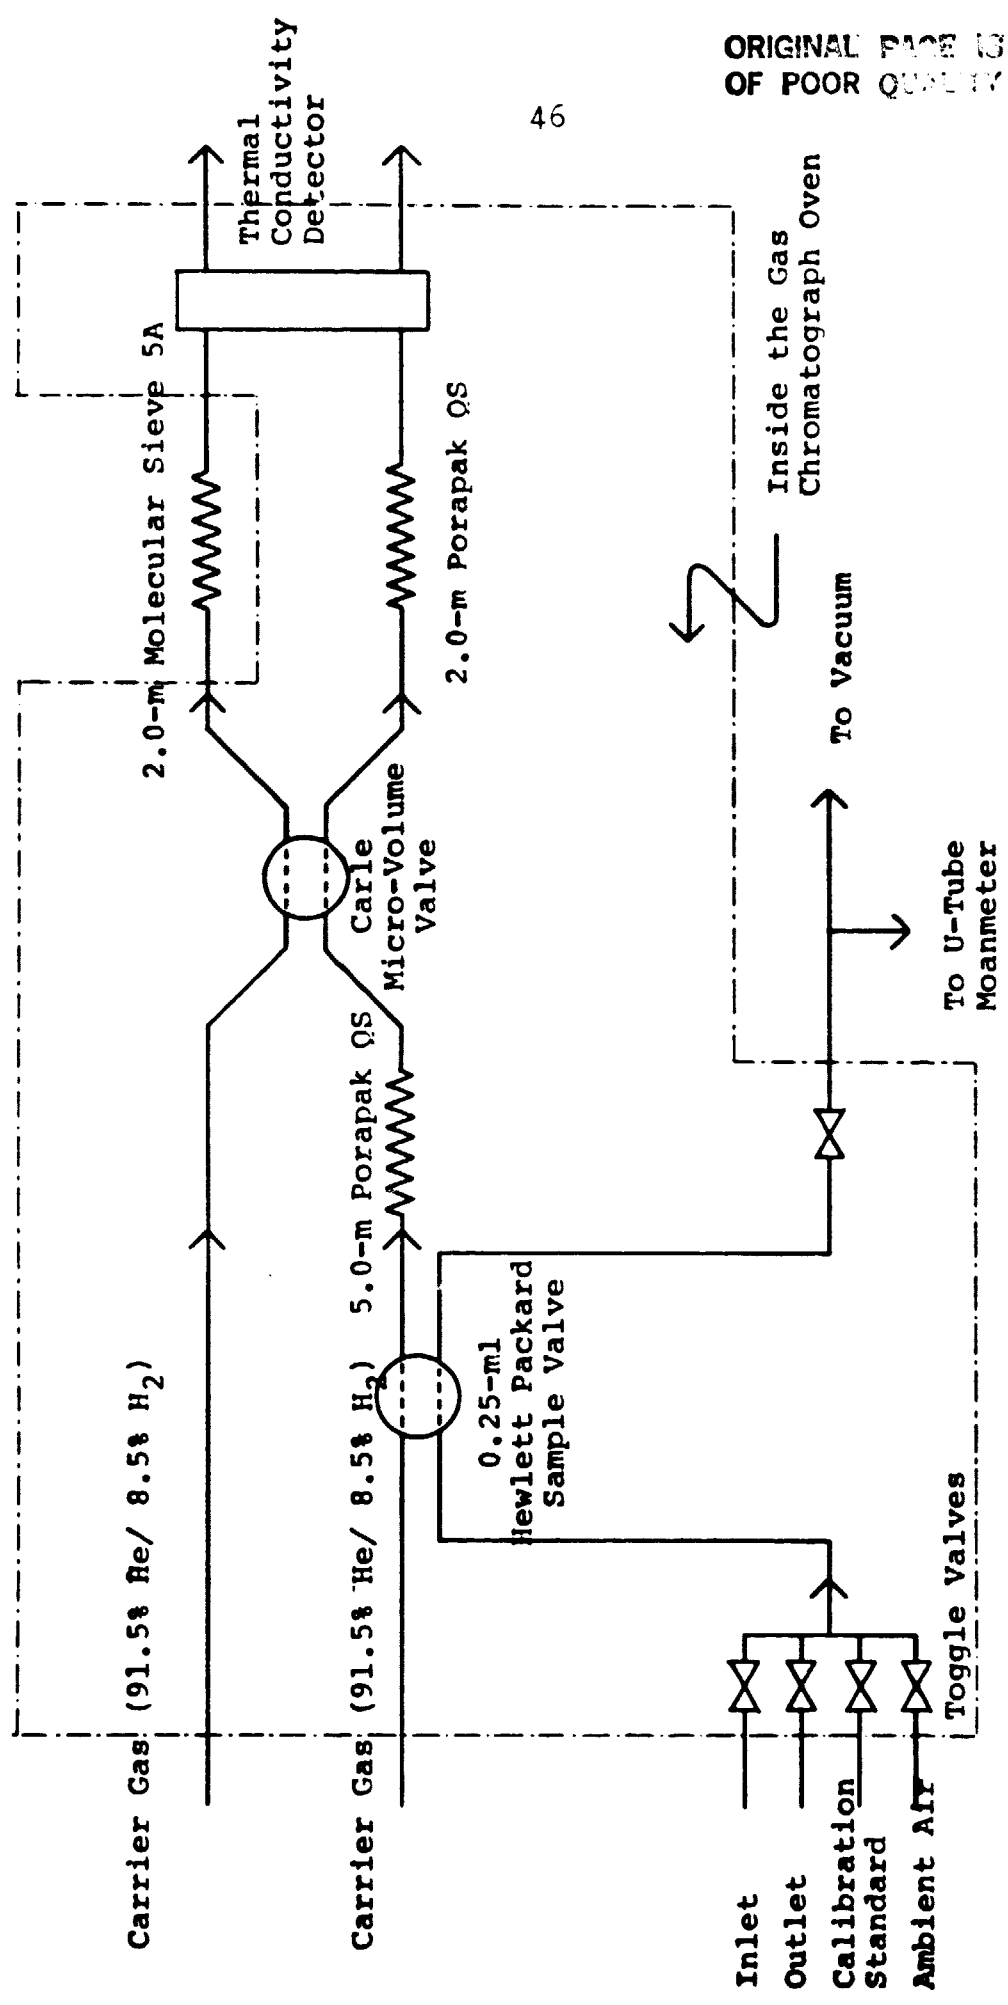 ORIGINAL PAGE IS
OF POOR QUALITY
46
Carrier Gas (91.5% He/ 8.5% H2)
2.0-m Molecular Sieve 5A
Thermal
Conductivity
Detector
Carrier Gas (91.5% He/ 8.5% H2)
5.0-m Porapak QS
Carle
Micro-Volume
Valve
2.0-m Porapak QS
0.25-ml
Hewlett Packard
Sample Valve
Inside the Gas
Chromatograph Oven
Inlet
Outlet
Calibration
Standard
Ambient Air
Toggle Valves
To Vacuum
To U-Tube
Moanmeter